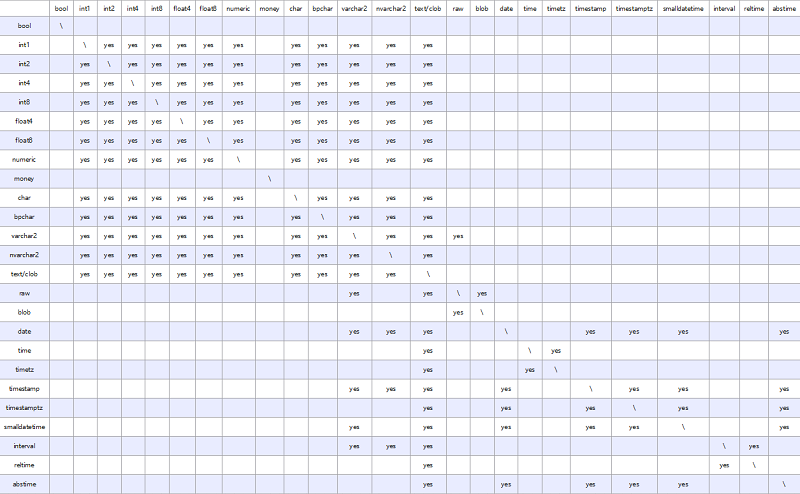 bool int1 int2 int4 int8 float4 float8 numeric money char bpchar varchar2 nvarchar2 text/clob raw blob date time timetz timestamp timestamptz smalldatetime interval reltime abstime
bool \
int1 \ yes yes yes yes yes yes yes yes yes yes yes
int2 yes \ yes yes yes yes yes yes yes yes yes yes
int4 yes yes \ yes yes yes yes yes yes yes yes yes
int8 yes yes yes \ yes yes yes yes yes yes yes yes
float4 yes yes yes yes \ yes yes yes yes yes yes yes
float8 yes yes yes yes yes \ yes yes yes yes yes yes
numeric yes yes yes yes yes yes \ yes yes yes yes yes
money \
char yes yes yes yes yes yes yes \ yes yes yes yes
bpchar yes yes yes yes yes yes yes yes \ yes yes yes
varchar2 yes yes yes yes yes yes yes yes yes \ yes yes yes
nvarchar2 yes yes yes yes yes yes yes yes yes yes \ yes
text/clob yes yes yes yes yes yes yes yes yes yes yes \
raw yes yes \ yes
blob yes \
date yes yes yes \ yes yes yes yes
time yes \ yes
timetz yes yes \
timestamp yes yes yes yes \ yes yes yes
timestamptz yes yes yes \ yes yes
smalldatetime yes yes yes yes yes \ yes
interval yes yes yes \ yes
reltime yes yes \
abstime yes yes yes yes yes \